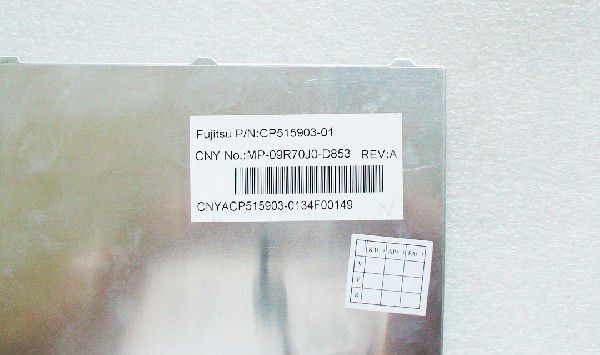 Fujitsu P/N:CP515903-01
CNY No.:MP-09R70J0-D853 REV:A
CNYACP515903-0134F00149